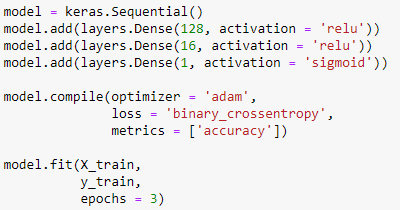 model = keras.Sequential()
model.add(layers.Dense(128, activation = 'relu'))
model.add(layers.Dense(16, activation = 'relu'))
model.add(layers.Dense(1, activation = 'sigmoid'))

model.compile(optimizer = 'adam',
              loss = 'binary_crossentropy',
              metrics = ['accuracy'])

model.fit(X_train,
          y_train,
          epochs = 3)